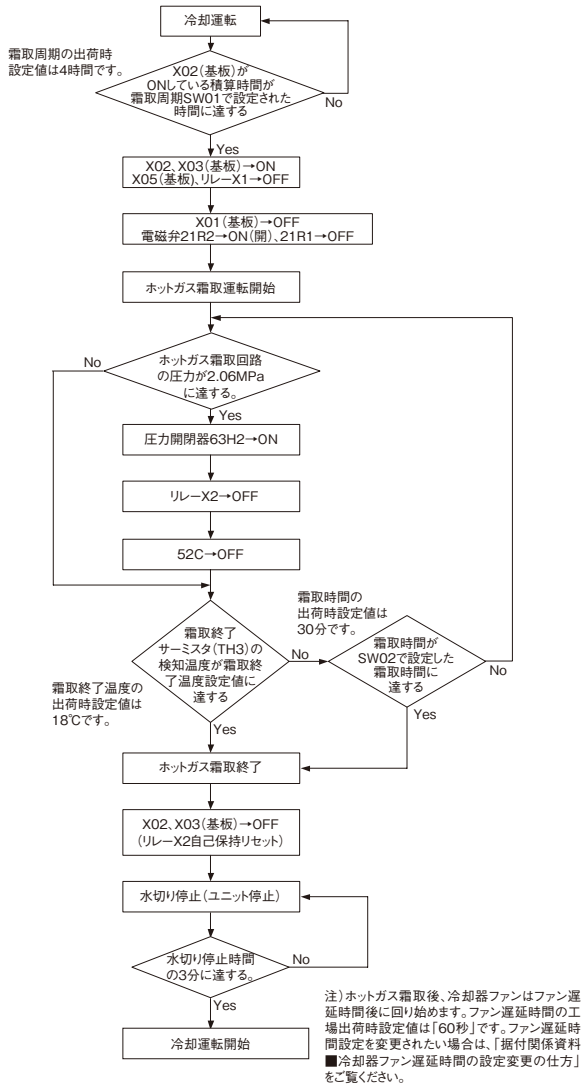 冷却運転
霜取周期の出荷時
設定値は4時間です。
X02(基板)が
ONしている積算時間が
霜取周期SW01で設定された
時間に達する
No
Yes
X02、X03(基板)→ON
X05(基板)、リレーX1→OFF
X01(基板)→OFF
電磁弁21R2→ON(開)、21R1→OFF
ホットガス霜取運転開始
No
ホットガス霜取回路
の圧力が2.06MPa
に達する。
Yes
圧力開閉器63H2→ON
リレーX2→OFF
52C→OFF
霜取時間の
出荷時設定値は
30分です。
霜取終了
サーミスタ(TH3)の
検知温度が霜取終
了温度設定値に
達する
No
霜取時間が
SW02で設定した
霜取時間に
達する
No
霜取終了温度の
出荷時設定値は
18℃です。
Yes
Yes
ホットガス霜取終了
X02、X03(基板)→OFF
(リレーX2自己保持リセット)
水切り停止(ユニット停止)
水切り停止時間
の3分に達する。
No
Yes
冷却運転開始
注)ホットガス霜取後、冷却器ファンはファン遅
延時間後に回り始めます。ファン遅延時間の工
場出荷時設定値は「60秒」です。ファン遅延時
間設定を変更されたい場合は、「据付関係資料
■冷却器ファン遅延時間の設定変更の仕方」
をご覧ください。